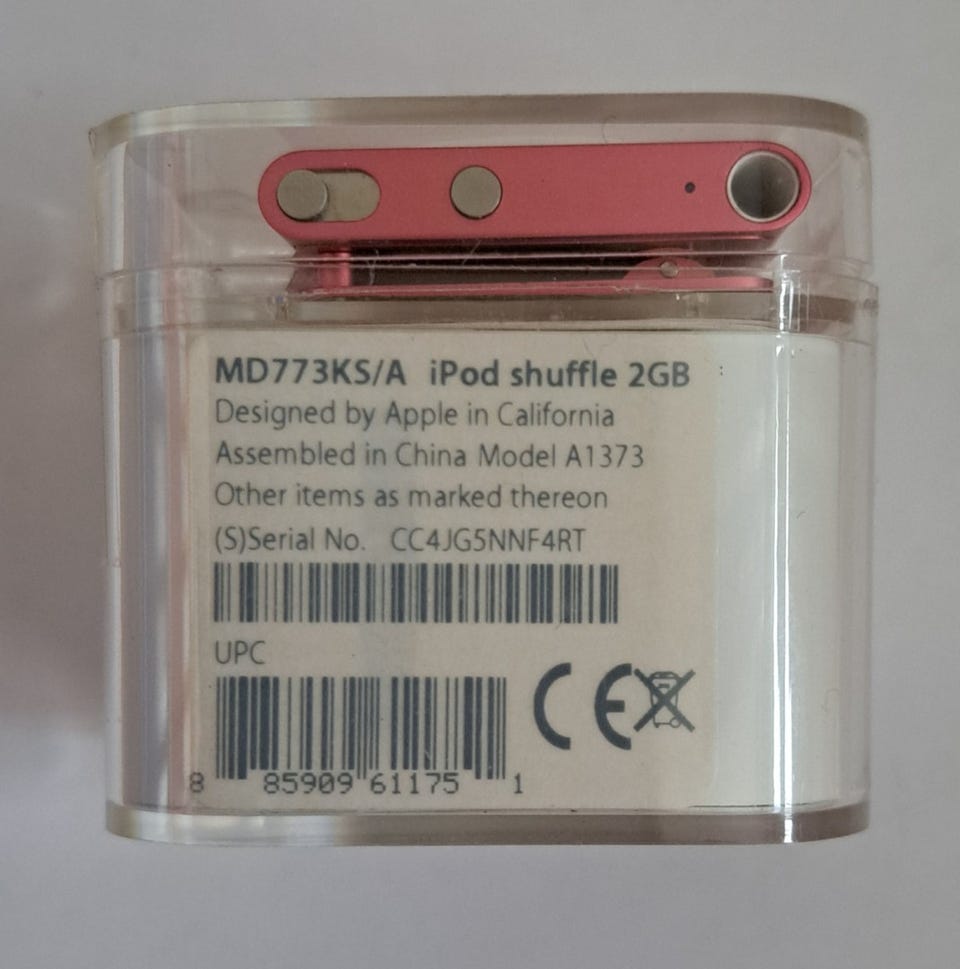 MD773KS/A iPod shuffle 2GB
Designed by Apple in California
Assembled in China Model A1373
Other items as marked thereon
(S)Serial No. CC4JG5NNF4RT
UPC
CE
8 85909 61175 1